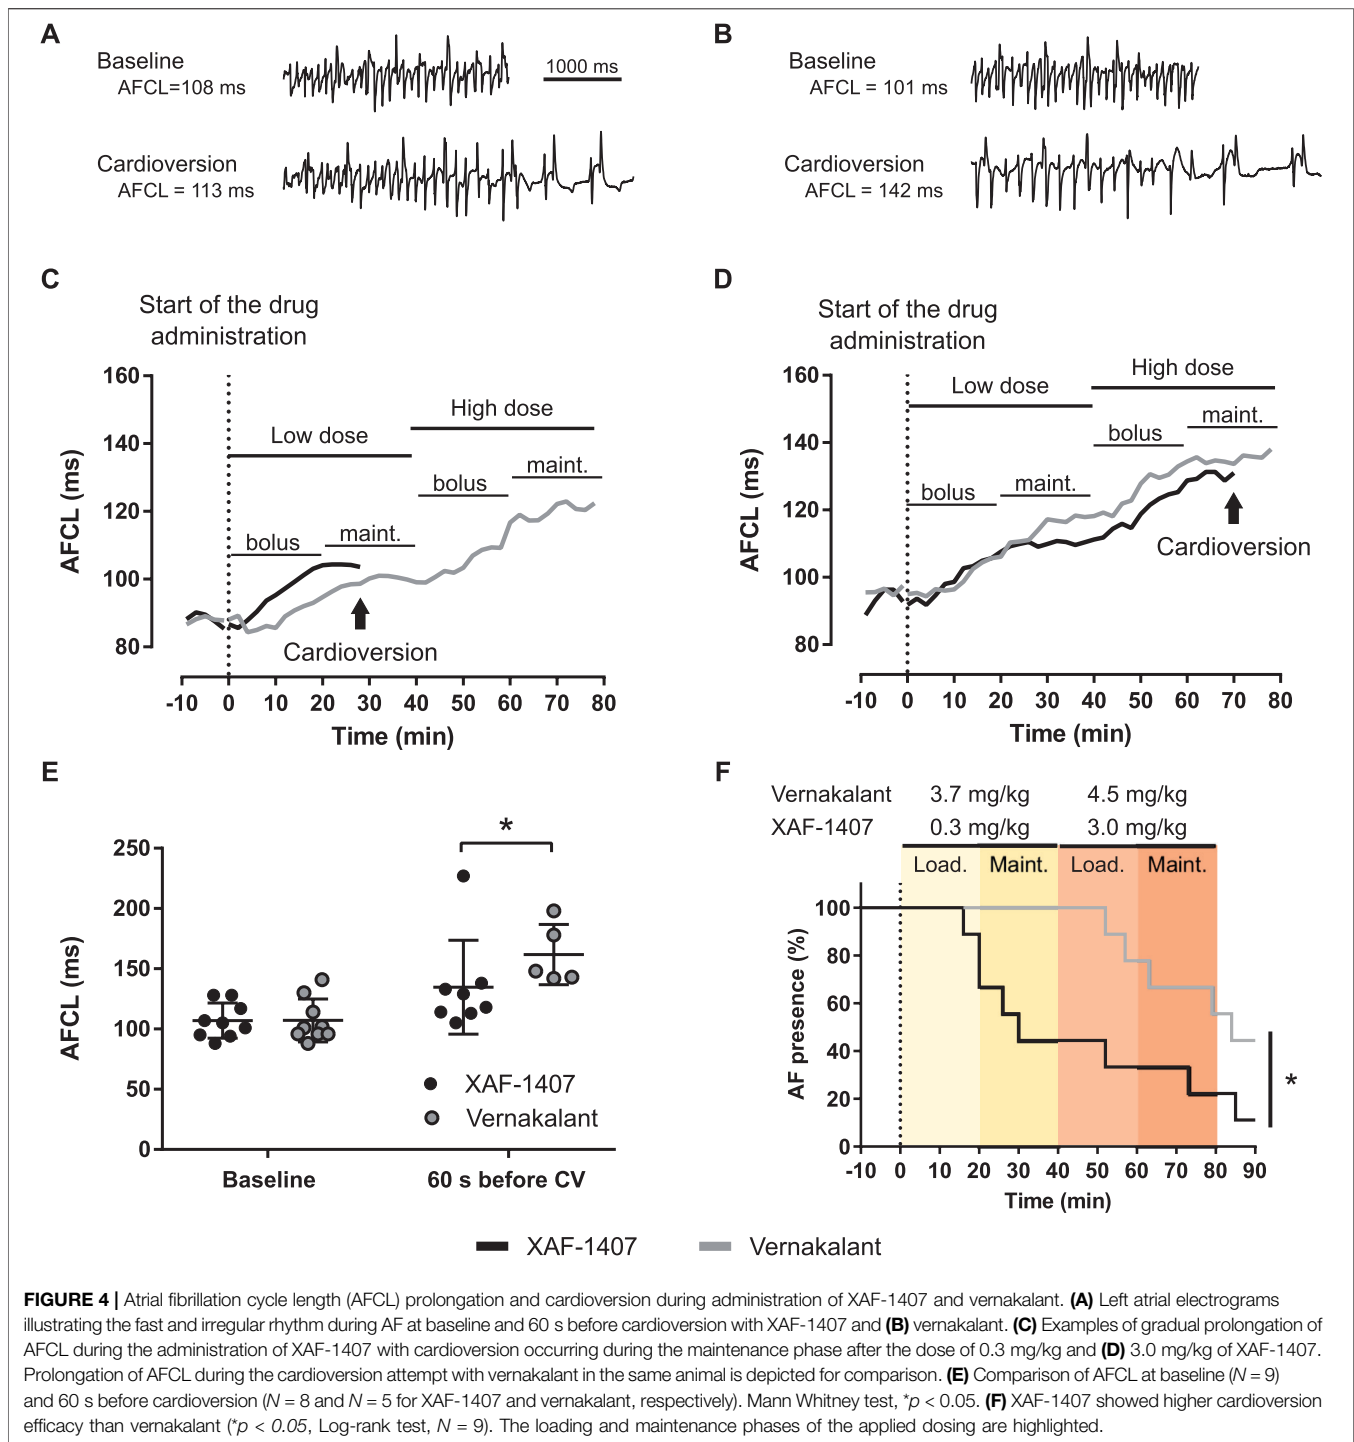 A
Baseline
AFCL=108 ms
1000 ms
Cardioversion
AFCL = 113 ms
B
Baseline
AFCL = 101 ms
Cardioversion
AFCL = 142 ms
C
Start of the drug
administration
160
140
120
100
80
AFCL (ms)
Low dose
High dose
bolus
maint.
bolus
maint.
Cardioversion
-10 0 10 20 30 40 50 60 70 80
Time (min)
D
Start of the drug
administration
160
140
120
100
80
AFCL (ms)
Low dose
High dose
bolus
maint.
bolus
maint.
Cardioversion
-10 0 10 20 30 40 50 60 70 80
Time (min)
E
250
200
150
100
50
0
AFCL (ms)
*
XAF-1407
Vernakalant
Baseline
60 s before CV
F
Vernakalant 3.7 mg/kg 4.5 mg/kg
XAF-1407 0.3 mg/kg 3.0 mg/kg
Load. Maint. Load. Maint.
100
80
60
40
20
0
AF presence (%)
*
-10 0 10 20 30 40 50 60 70 80 90
Time (min)
XAF-1407 Vernakalant
FIGURE 4 | Atrial fibrillation cycle length (AFCL) prolongation and cardioversion during administration of XAF-1407 and vernakalant. (A) Left atrial electrograms
illustrating the fast and irregular rhythm during AF at baseline and 60 s before cardioversion with XAF-1407 and (B) vernakalant. (C) Examples of gradual prolongation of
AFCL during the administration of XAF-1407 with cardioversion occurring during the maintenance phase after the dose of 0.3 mg/kg and (D) 3.0 mg/kg of XAF-1407.
Prolongation of AFCL during the cardioversion attempt with vernakalant in the same animal is depicted for comparison. (E) Comparison of AFCL at baseline (N = 9)
and 60 s before cardioversion (N = 8 and N = 5 for XAF-1407 and vernakalant, respectively). Mann Whitney test, *p < 0.05. (F) XAF-1407 showed higher cardioversion
efficacy than vernakalant (*p < 0.05, Log-rank test, N = 9). The loading and maintenance phases of the applied dosing are highlighted.